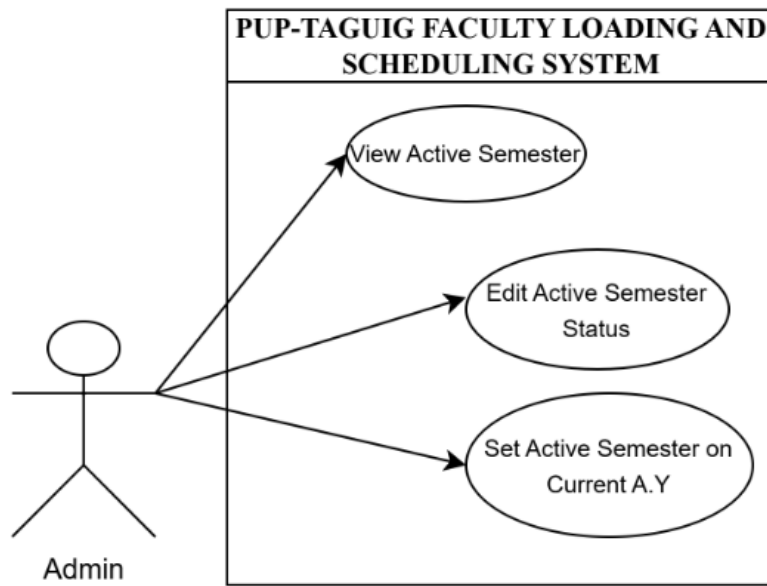 PUP-TAGUIG FACULTY LOADING AND
SCHEDULING SYSTEM
View Active Semester
Edit Active Semester
Status
Set Active Semester on
Current A.Y
Admin